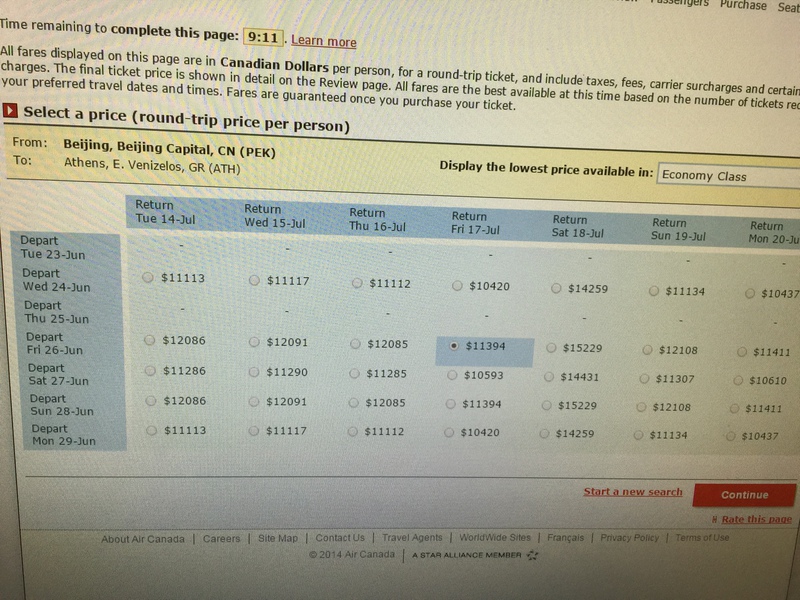 Passengers Purchase Seat
Time remaining to complete this page: 9:11. Learn more
All fares displayed on this page are in Canadian Dollars per person, for a round-trip ticket, and include taxes, fees, carrier surcharges and certain
charges. The final ticket price is shown in detail on the Review page. All fares are the best available at this time based on the number of tickets
your preferred travel dates and times. Fares are guaranteed once you purchase your ticket.
Select a price (round-trip price per person)
From: Beijing, Beijing Capital, CN (PEK)
To: Athens, E. Venizelos, GR (ATH)
Display the lowest price available in: Economy Class
Return Return Return Return Return Return Return
Tue 14-Jul Wed 15-Jul Thu 16-Jul Fri 17-Jul Sat 18-Jul Sun 19-Jul Mon 20-Ju
Depart
Tue 23-Jun - - - - - - -
Depart
Wed 24-Jun $11113 $11117 $11112 $10420 $14259 $11134 $10437
Depart
Thu 25-Jun - - - - - - -
Depart
Fri 26-Jun $12086 $12091 $12085 $11394 $15229 $12108 $11411
Depart
Sat 27-Jun $11286 $11290 $11285 $10593 $14431 $11307 $10610
Depart
Sun 28-Jun $12086 $12091 $12085 $11394 $15229 $12108 $11411
Depart
Mon 29-Jun $11113 $11117 $11112 $10420 $14259 $11134 $10437
Start a new search Continue
Rate this page
About Air Canada | Careers | Site Map | Contact Us | Travel Agents | WorldWide Sites | Français | Privacy Policy | Terms of Use
© 2014 Air Canada | A STAR ALLIANCE MEMBER